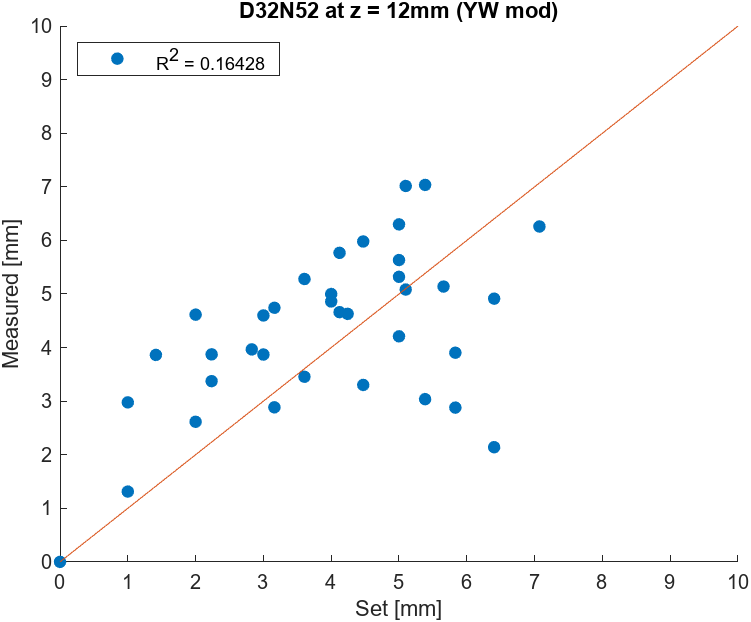 D32N52 at z = 12mm (YW mod)
R² = 0.16428
10
9
8
7
6
5
4
3
2
1
0
0 1 2 3 4 5 6 7 8 9 10
Measured [mm]
Set [mm]